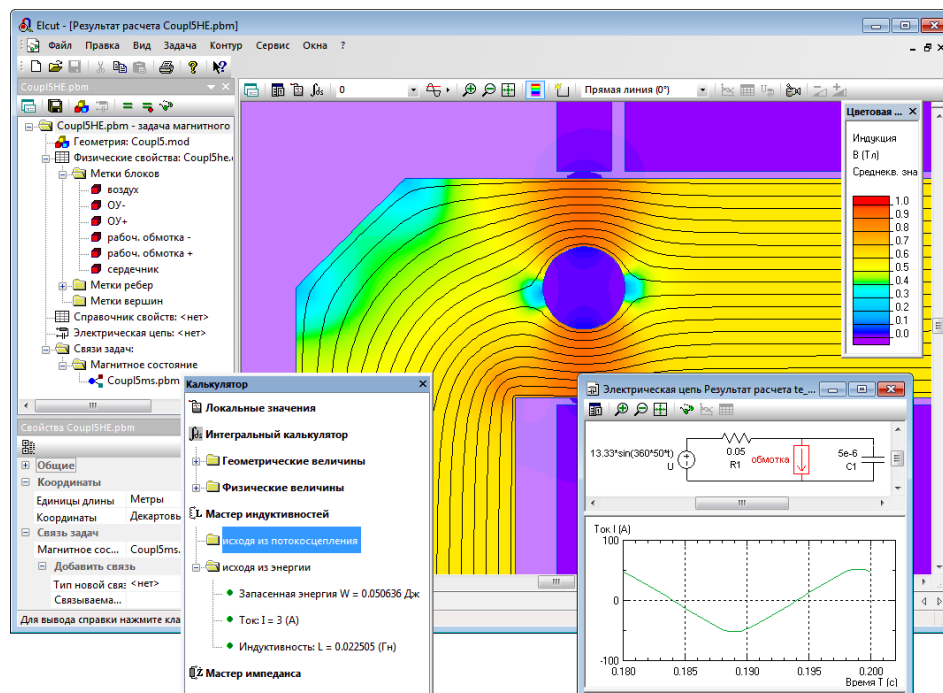 Elcut - [Результат расчета Coupl5HE.pbm]
Файл Правка Вид Задача Контур Сервис Окна ?
Coupl5HE.pbm
0
Прямая линия (0°)
Coupl5HE.pbm - задача магнитного
Геометрия: Coupl5.mod
Физические свойства: Coupl5he.
Метки блоков
воздух
ОУ-
ОУ+
рабоч. обмотка -
рабоч. обмотка +
сердечник
Метки ребер
Метки вершин
Справочник свойств: <нет>
Электрическая цепь: <нет>
Связи задач:
Магнитное состояние
Coupl5ms.pbm
Свойства Coupl5HE.pbm
Общие
Координаты
Единицы длины Метры
Координаты Декартовы
Связь задач
Магнитное сос... Coupl5ms.
Добавить связь
Тип новой связ <нет>
Связываема...
Для вывода справки нажмите кла
Цветовая ...
Индукция
B (Тл)
Среднекв. зна
1.0
0.9
0.8
0.7
0.6
0.5
0.4
0.3
0.2
0.1
0.0
Калькулятор
Локальные значения
Интегральный калькулятор
Геометрические величины
Физические величины
Мастер индуктивностей
исходя из потокосцепления
исходя из энергии
Запасенная энергия W = 0.050636 Дж
Ток: I = 3 (А)
Индуктивность: L = 0.022505 (Гн)
Мастер импеданса
Электрическая цепь Результат расчета te_...
13.33*sin(360*50*t)
U
0.05
R1
обмотка
5e-6
C1
Ток I (А)
100
0
-100
0.180 0.185 0.190 0.195 0.200
Время T (с)